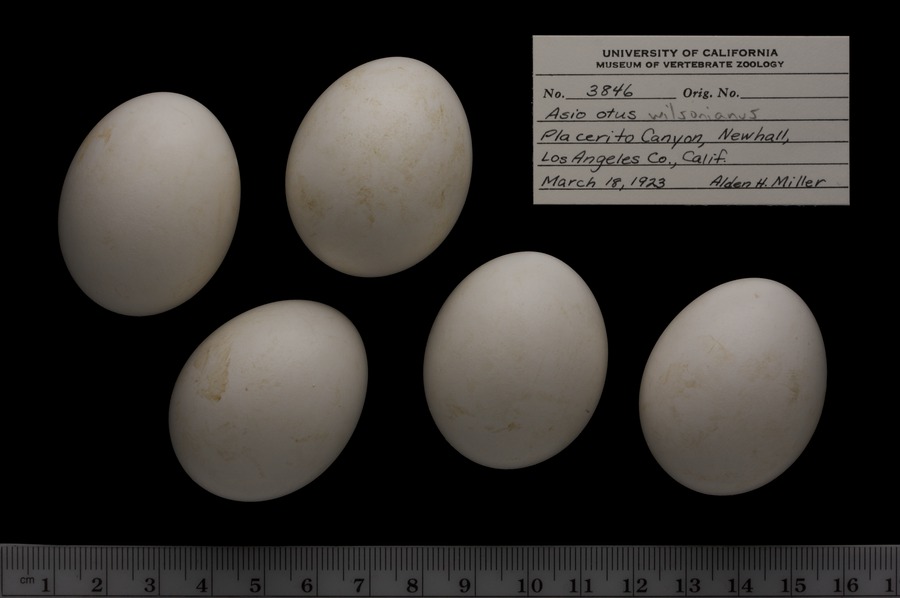 UNIVERSITY OF CALIFORNIA
MUSEUM OF VERTEBRATE ZOOLOGY
No. 3846 Orig. No.
Asio otus wilsonianus
Placerito Canyon, Newhall,
Los Angeles Co., Calif.
March 18, 1923 Alden H. Miller
cm 1 2 3 4 5 6 7 8 9 10 11 12 13 14 15 16 1